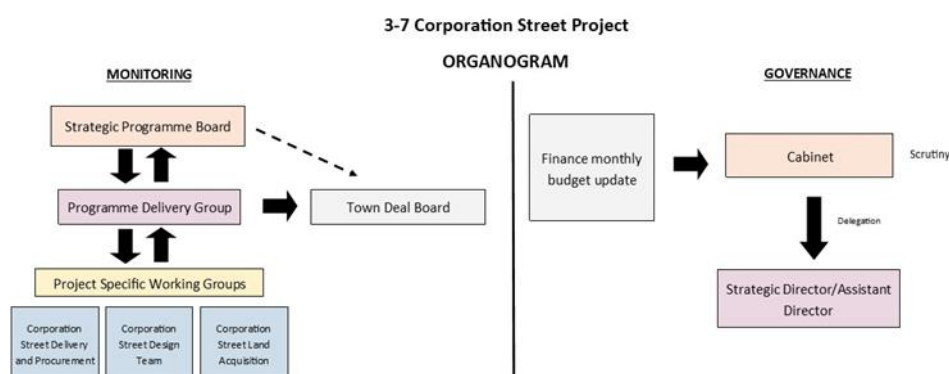 3-7 Corporation Street Project
ORGANOGRAM
MONITORING
Strategic Programme Board
Programme Delivery Group
Town Deal Board
Project Specific Working Groups
Corporation
Street Delivery
and Procurement
Corporation
Street Design
Team
Corporation
Street Land
Acquisition
GOVERNANCE
Finance monthly
budget update
Cabinet
Scrutiny
Delegation
Strategic Director/Assistant
Director